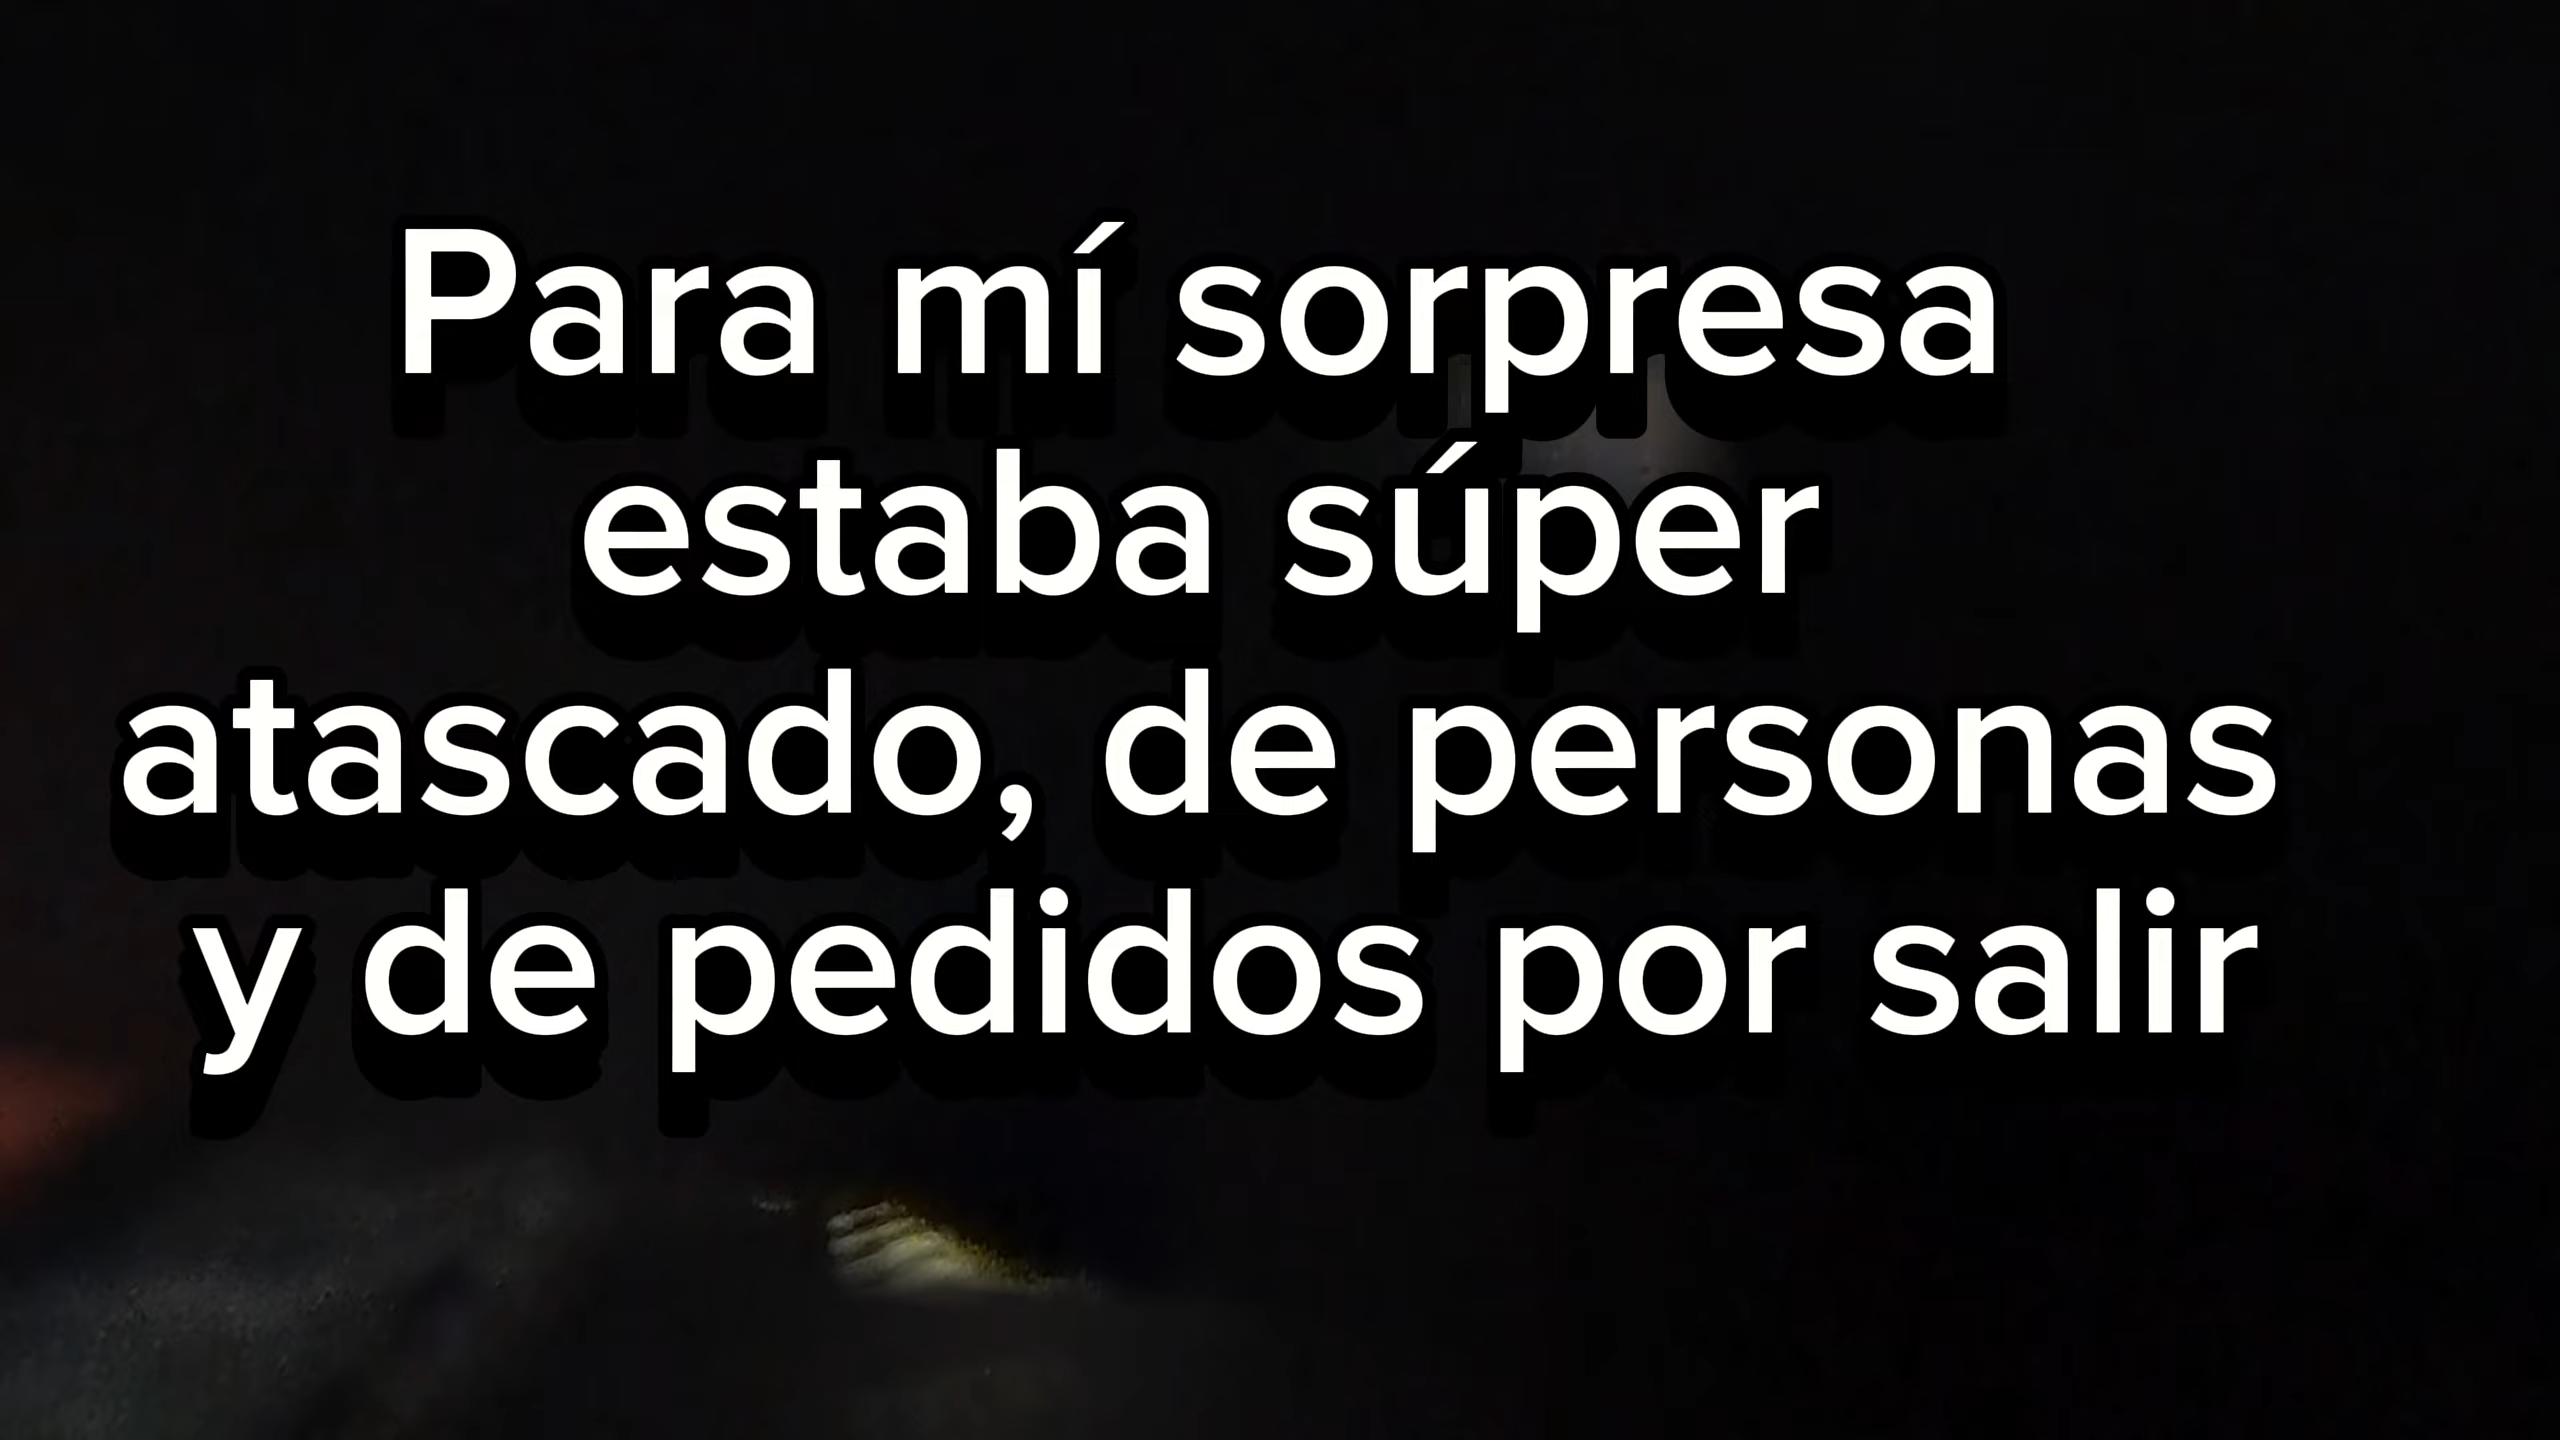 Para mí sorpresa
estaba súper
atascado, de personas
y de pedidos por salir